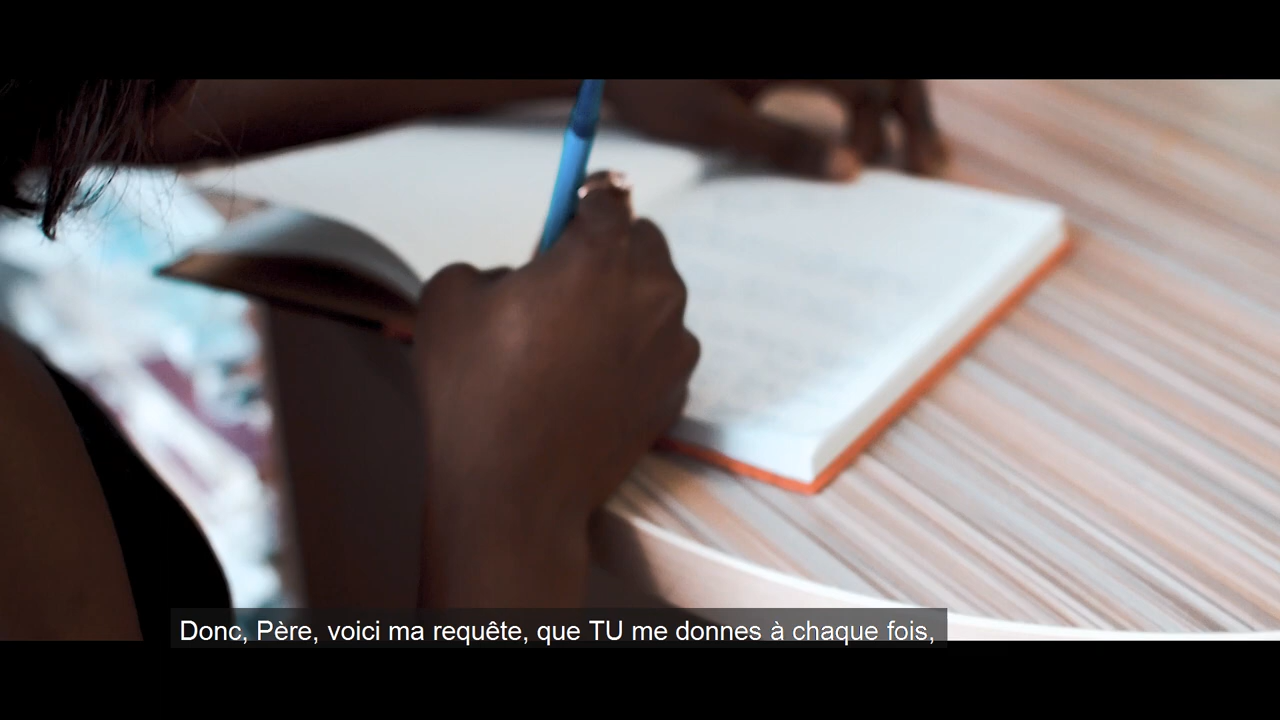 Donc, Père, voici ma requête, que TU me donnes à chaque fois,